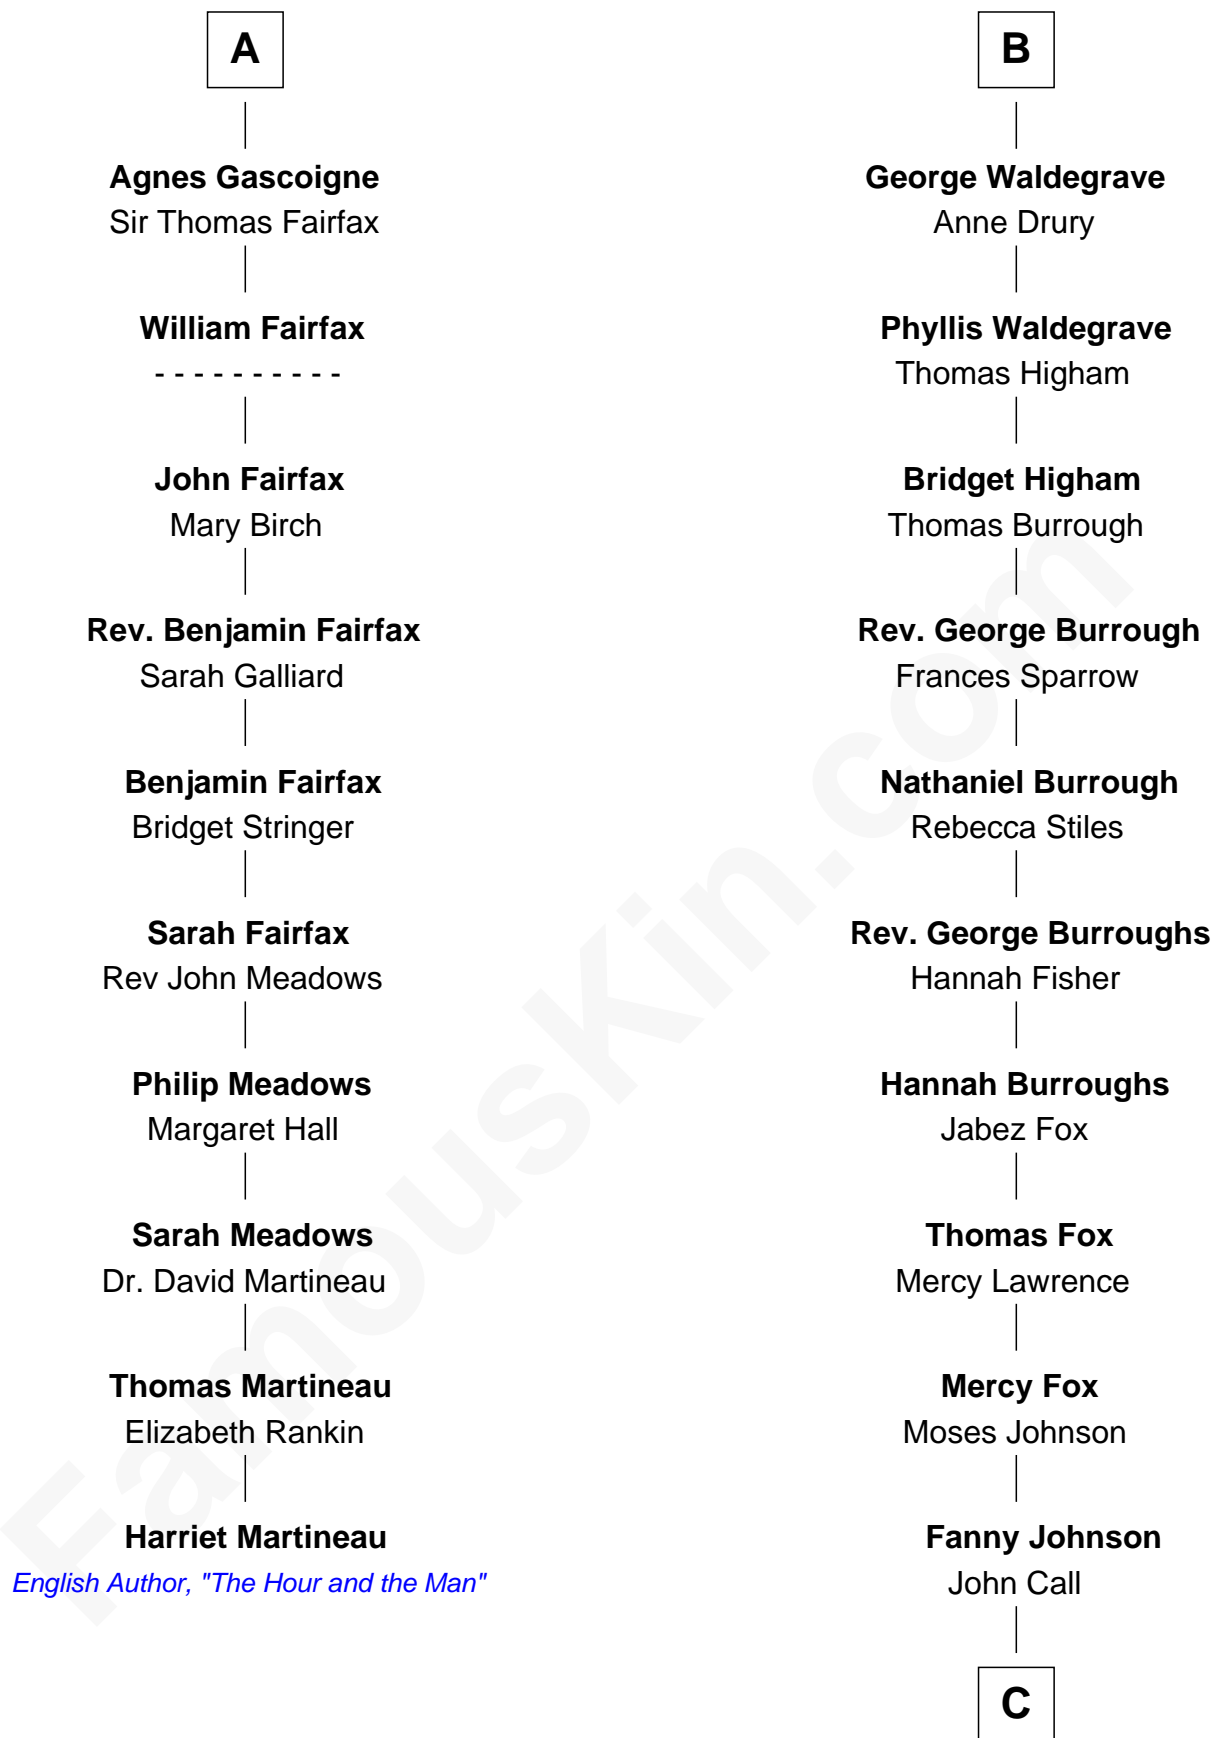 A
Agnes Gascoigne
Sir Thomas Fairfax
William Fairfax
- - - - - - - - - -
John Fairfax
Mary Birch
Rev. Benjamin Fairfax
Sarah Galliard
Benjamin Fairfax
Bridget Stringer
Sarah Fairfax
Rev John Meadows
Philip Meadows
Margaret Hall
Sarah Meadows
Dr. David Martineau
Thomas Martineau
Elizabeth Rankin
Harriet Martineau
English Author, "The Hour and the Man"
B
George Waldegrave
Anne Drury
Phyllis Waldegrave
Thomas Higham
Bridget Higham
Thomas Burrough
Rev. George Burrough
Frances Sparrow
Nathaniel Burrough
Rebecca Stiles
Rev. George Burroughs
Hannah Fisher
Hannah Burroughs
Jabez Fox
Thomas Fox
Mercy Lawrence
Mercy Fox
Moses Johnson
Fanny Johnson
John Call
C
FamousKin.com